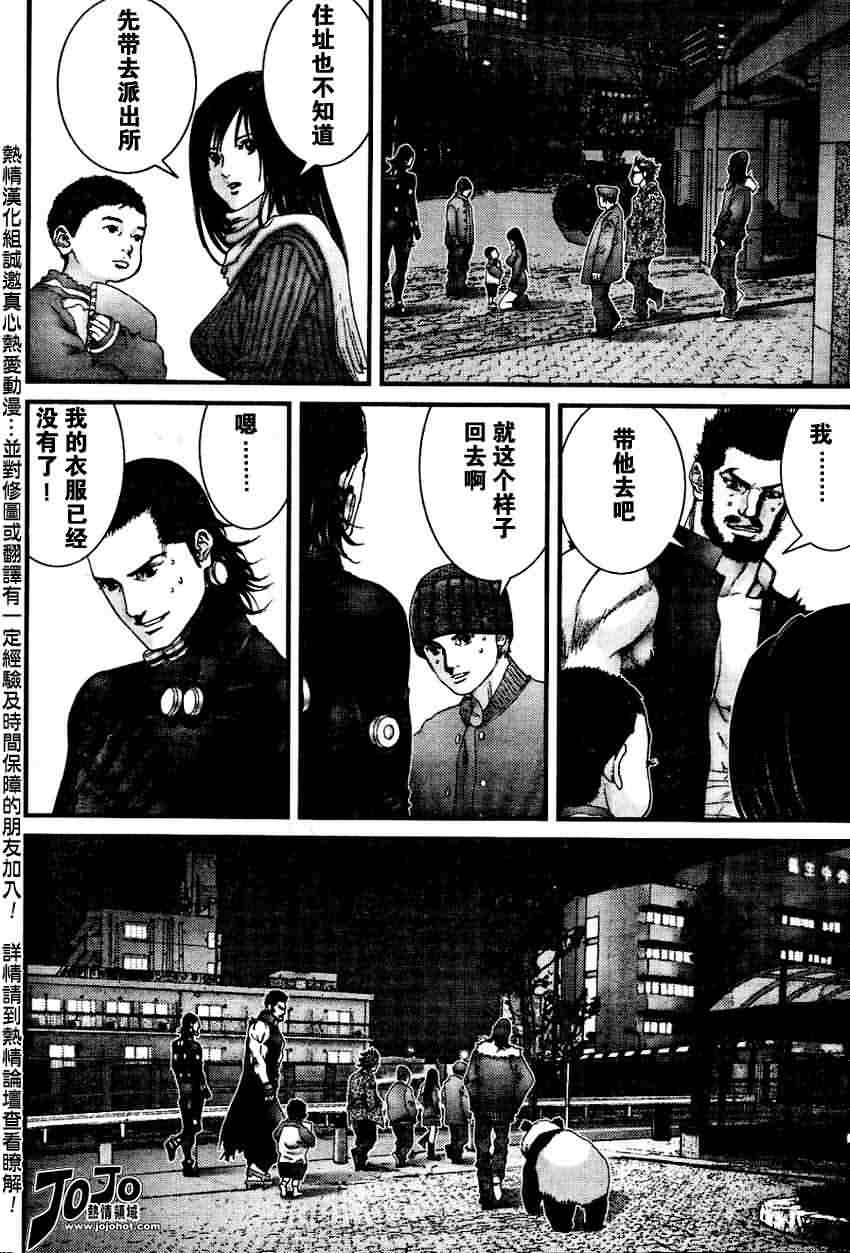 住址也不知道
先带去派出所
我……
带他去吧
就这个样子
回去啊
嗯……
我的衣服已经
没有了！
熱情漢化組誠邀真心熱愛動漫…並對修圖或翻譯有一定經驗及時間保障的朋友加入！ 詳情請到熱情論壇查看瞭解！
JOJO
熱情領域
www.jojohot.com